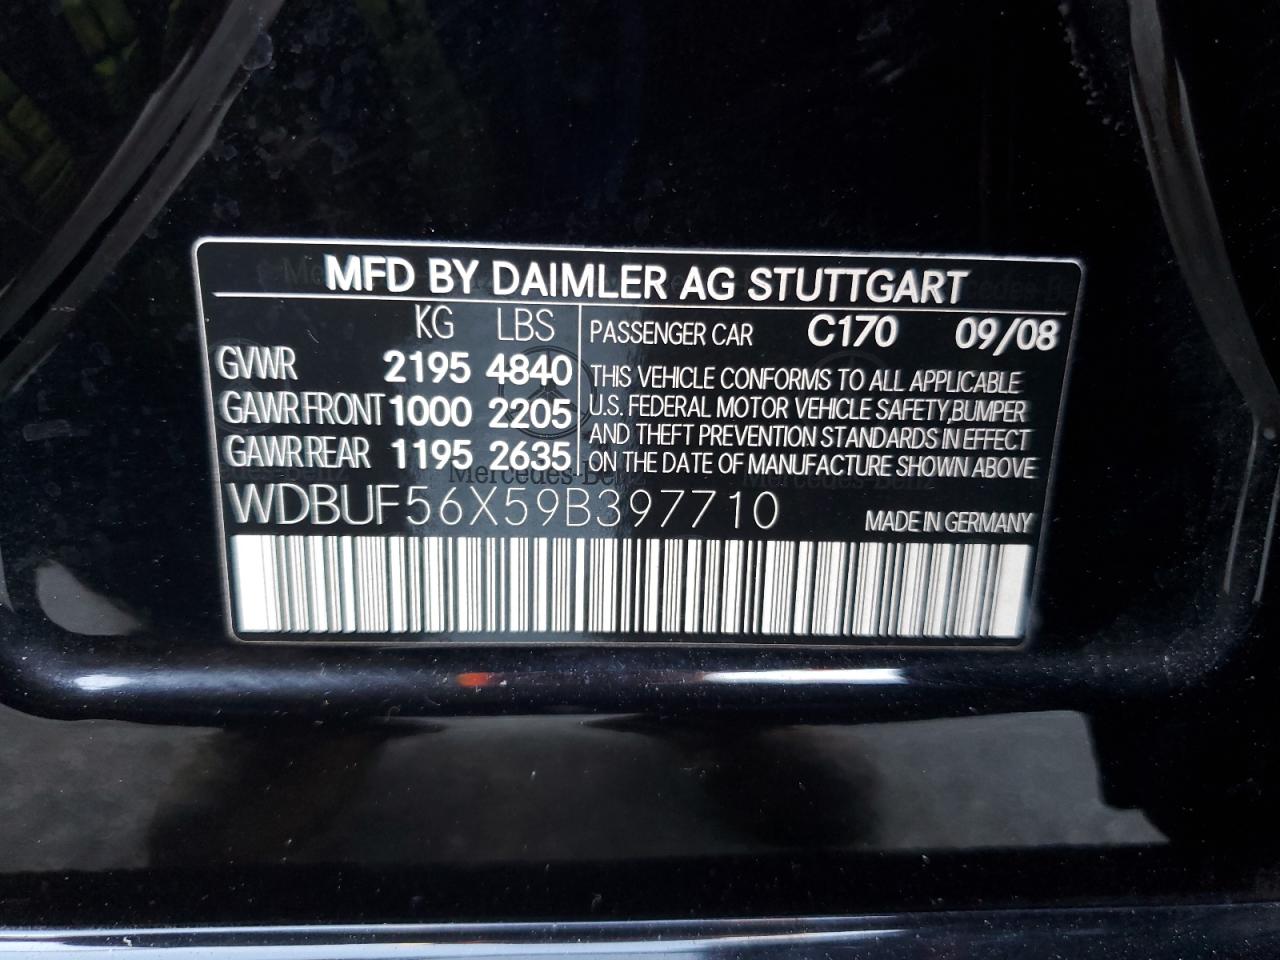 MFD BY DAIMLER AG STUTTGART
KG LBS
GVWR 2195 4840
GAWR FRONT 1000 2205
GAWR REAR 1195 2635
PASSENGER CAR C170 09/08
THIS VEHICLE CONFORMS TO ALL APPLICABLE
U.S. FEDERAL MOTOR VEHICLE SAFETY, BUMPER
AND THEFT PREVENTION STANDARDS IN EFFECT
ON THE DATE OF MANUFACTURE SHOWN ABOVE
Mercedes-Benz
WDBUF56X59B397710
MADE IN GERMANY